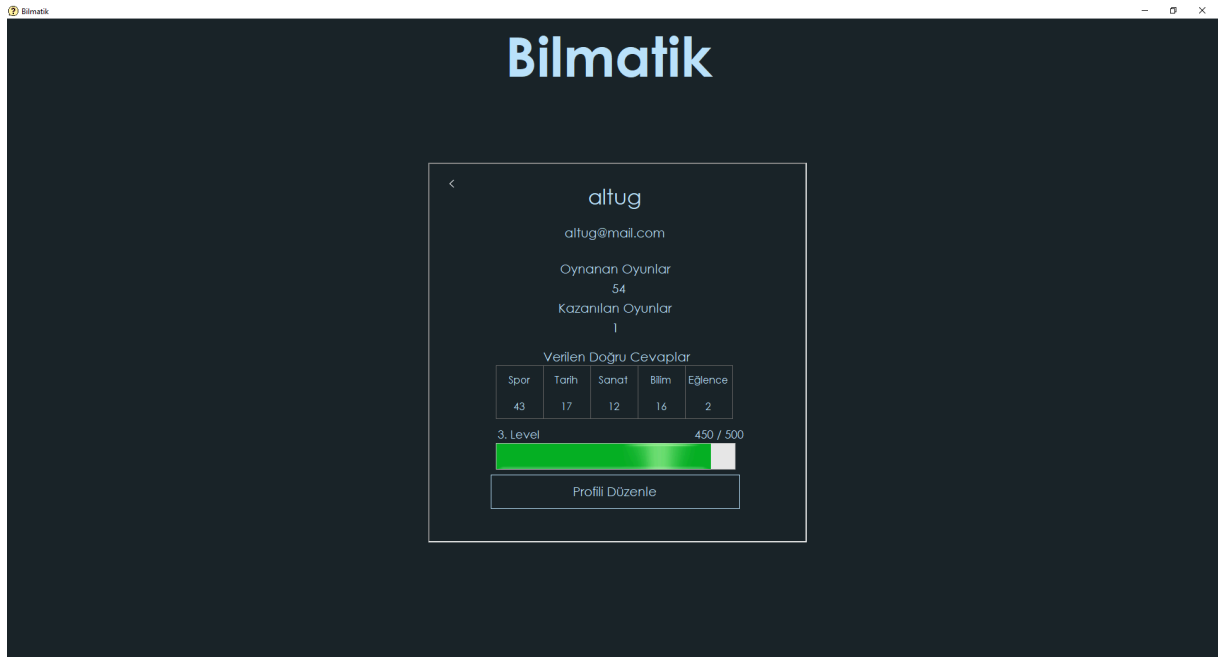 Bilmatik
Bilmatik
<
altug
altug@mail.com
Oynanan Oyunlar
54
Kazanılan Oyunlar
1
Verilen Doğru Cevaplar
Spor Tarih Sanat Bilim Eğlence
43 17 12 16 2
3. Level 450 / 500
Profili Düzenle